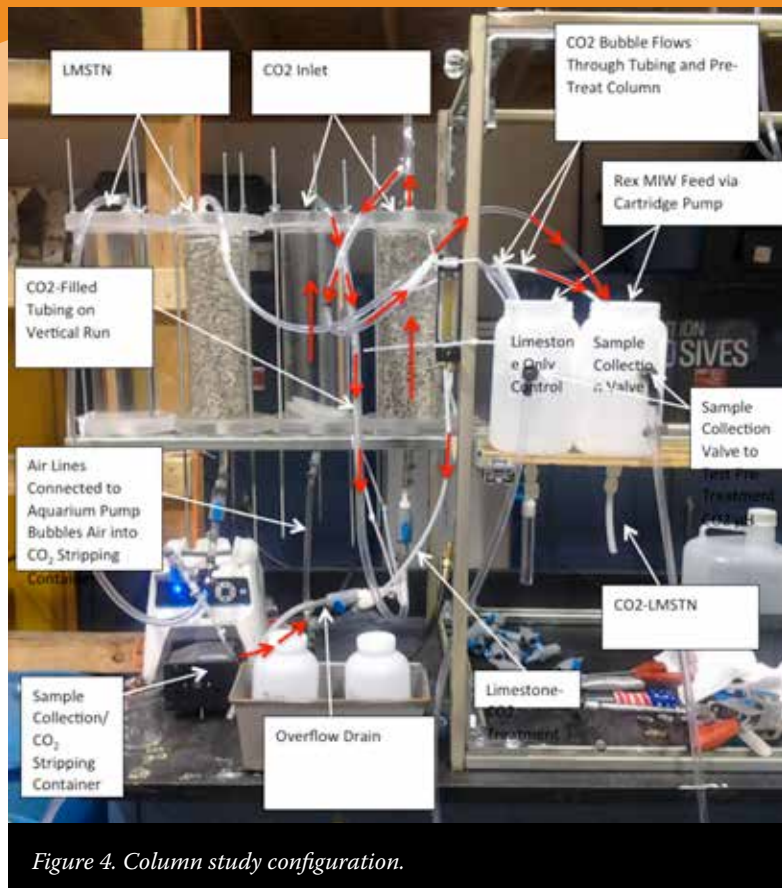 LMSTN
CO2 Inlet
CO2 Bubble Flows
Through Tubing and Pre-
Treat Column
Rex MIW Feed via
Cartridge Pump
CO2-Filled
Tubing on
Vertical Run
Limeston
e Only
Control
Sample
Collectio
n Valve
SIVES
Sample
Collection
Valve to
Test Pre-
Treatment
CO2 pH
Air Lines
Connected to
Aquarium Pump
Bubbles Air into
CO₂ Stripping
Container
CO2-LMSTN
Sample
Collection/
CO₂
Stripping
Container
Overflow Drain
Limestone-
CO2
Treatment
Figure 4. Column study configuration.